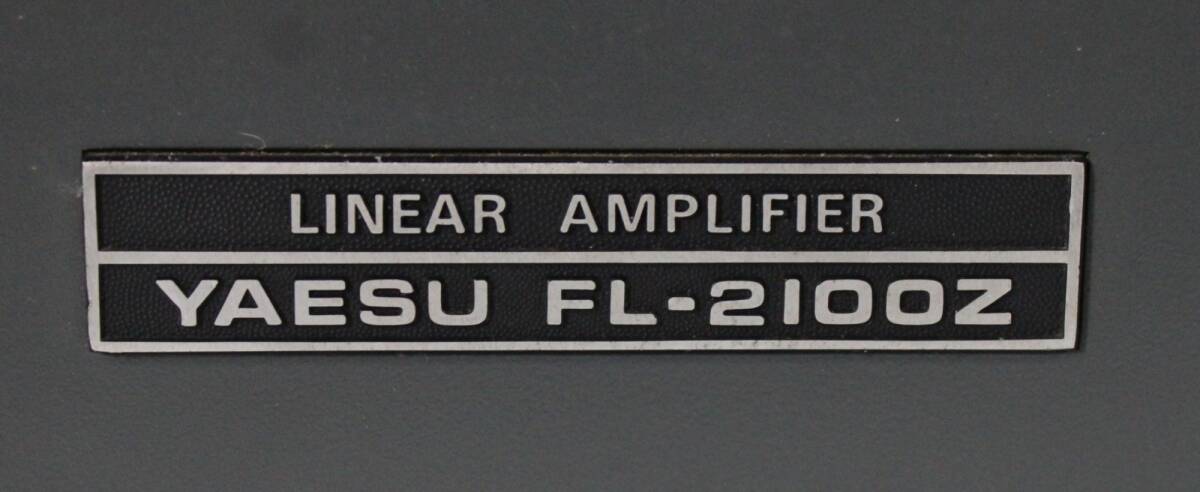 LINEAR AMPLIFIER
YAESU FL-2100Z